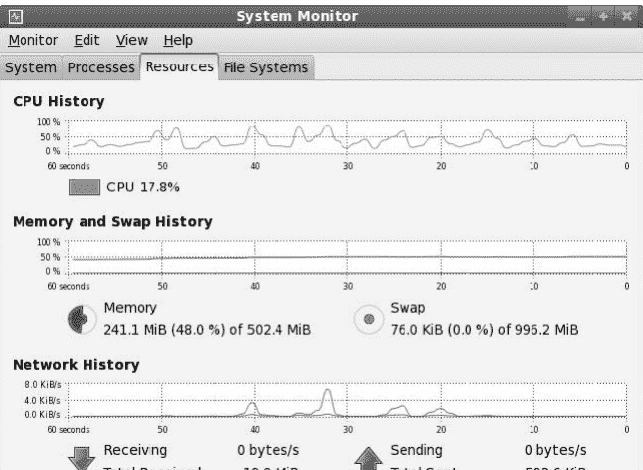 System Monitor
Monitor Edit View Help
System Processes Resources File Systems
CPU History
100 %
50 %
0 %
60 seconds 50 40 30 20 10 0
CPU 17.8%
Memory and Swap History
100 %
50 %
0 %
60 seconds 50 40 30 20 10 0
Memory Swap
241.1 MiB (48.0 %) of 502.4 MiB 76.0 KiB (0.0 %) of 996.2 MiB
Network History
8.0 KiB/s
4.0 KiB/s
0.0 KiB/s
60 seconds 50 40 30 20 10 0
Receiving 0 bytes/s Sending 0 bytes/s